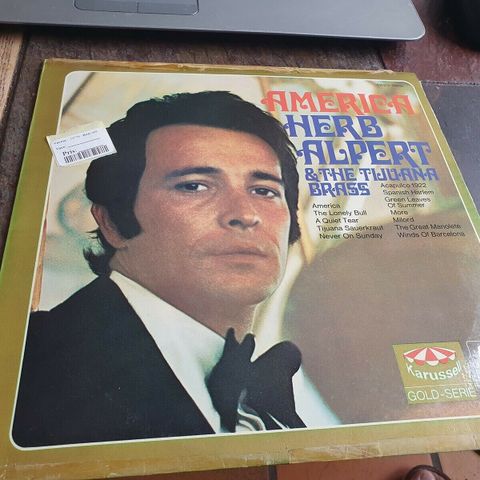 AMERICA
HERB
ALPERT
& THE TIJUANA
BRASS
America
The Lonely Bull
A Quiet Tear
Tijuana Sauerkraut
Never On Sunday
Acapulco 1922
Spanish Harlem
Green Leaves
Of Summer
More
Milord
The Great Manolete
Winds Of Barcelona
Pris
Karussell
GOLD-SERIE